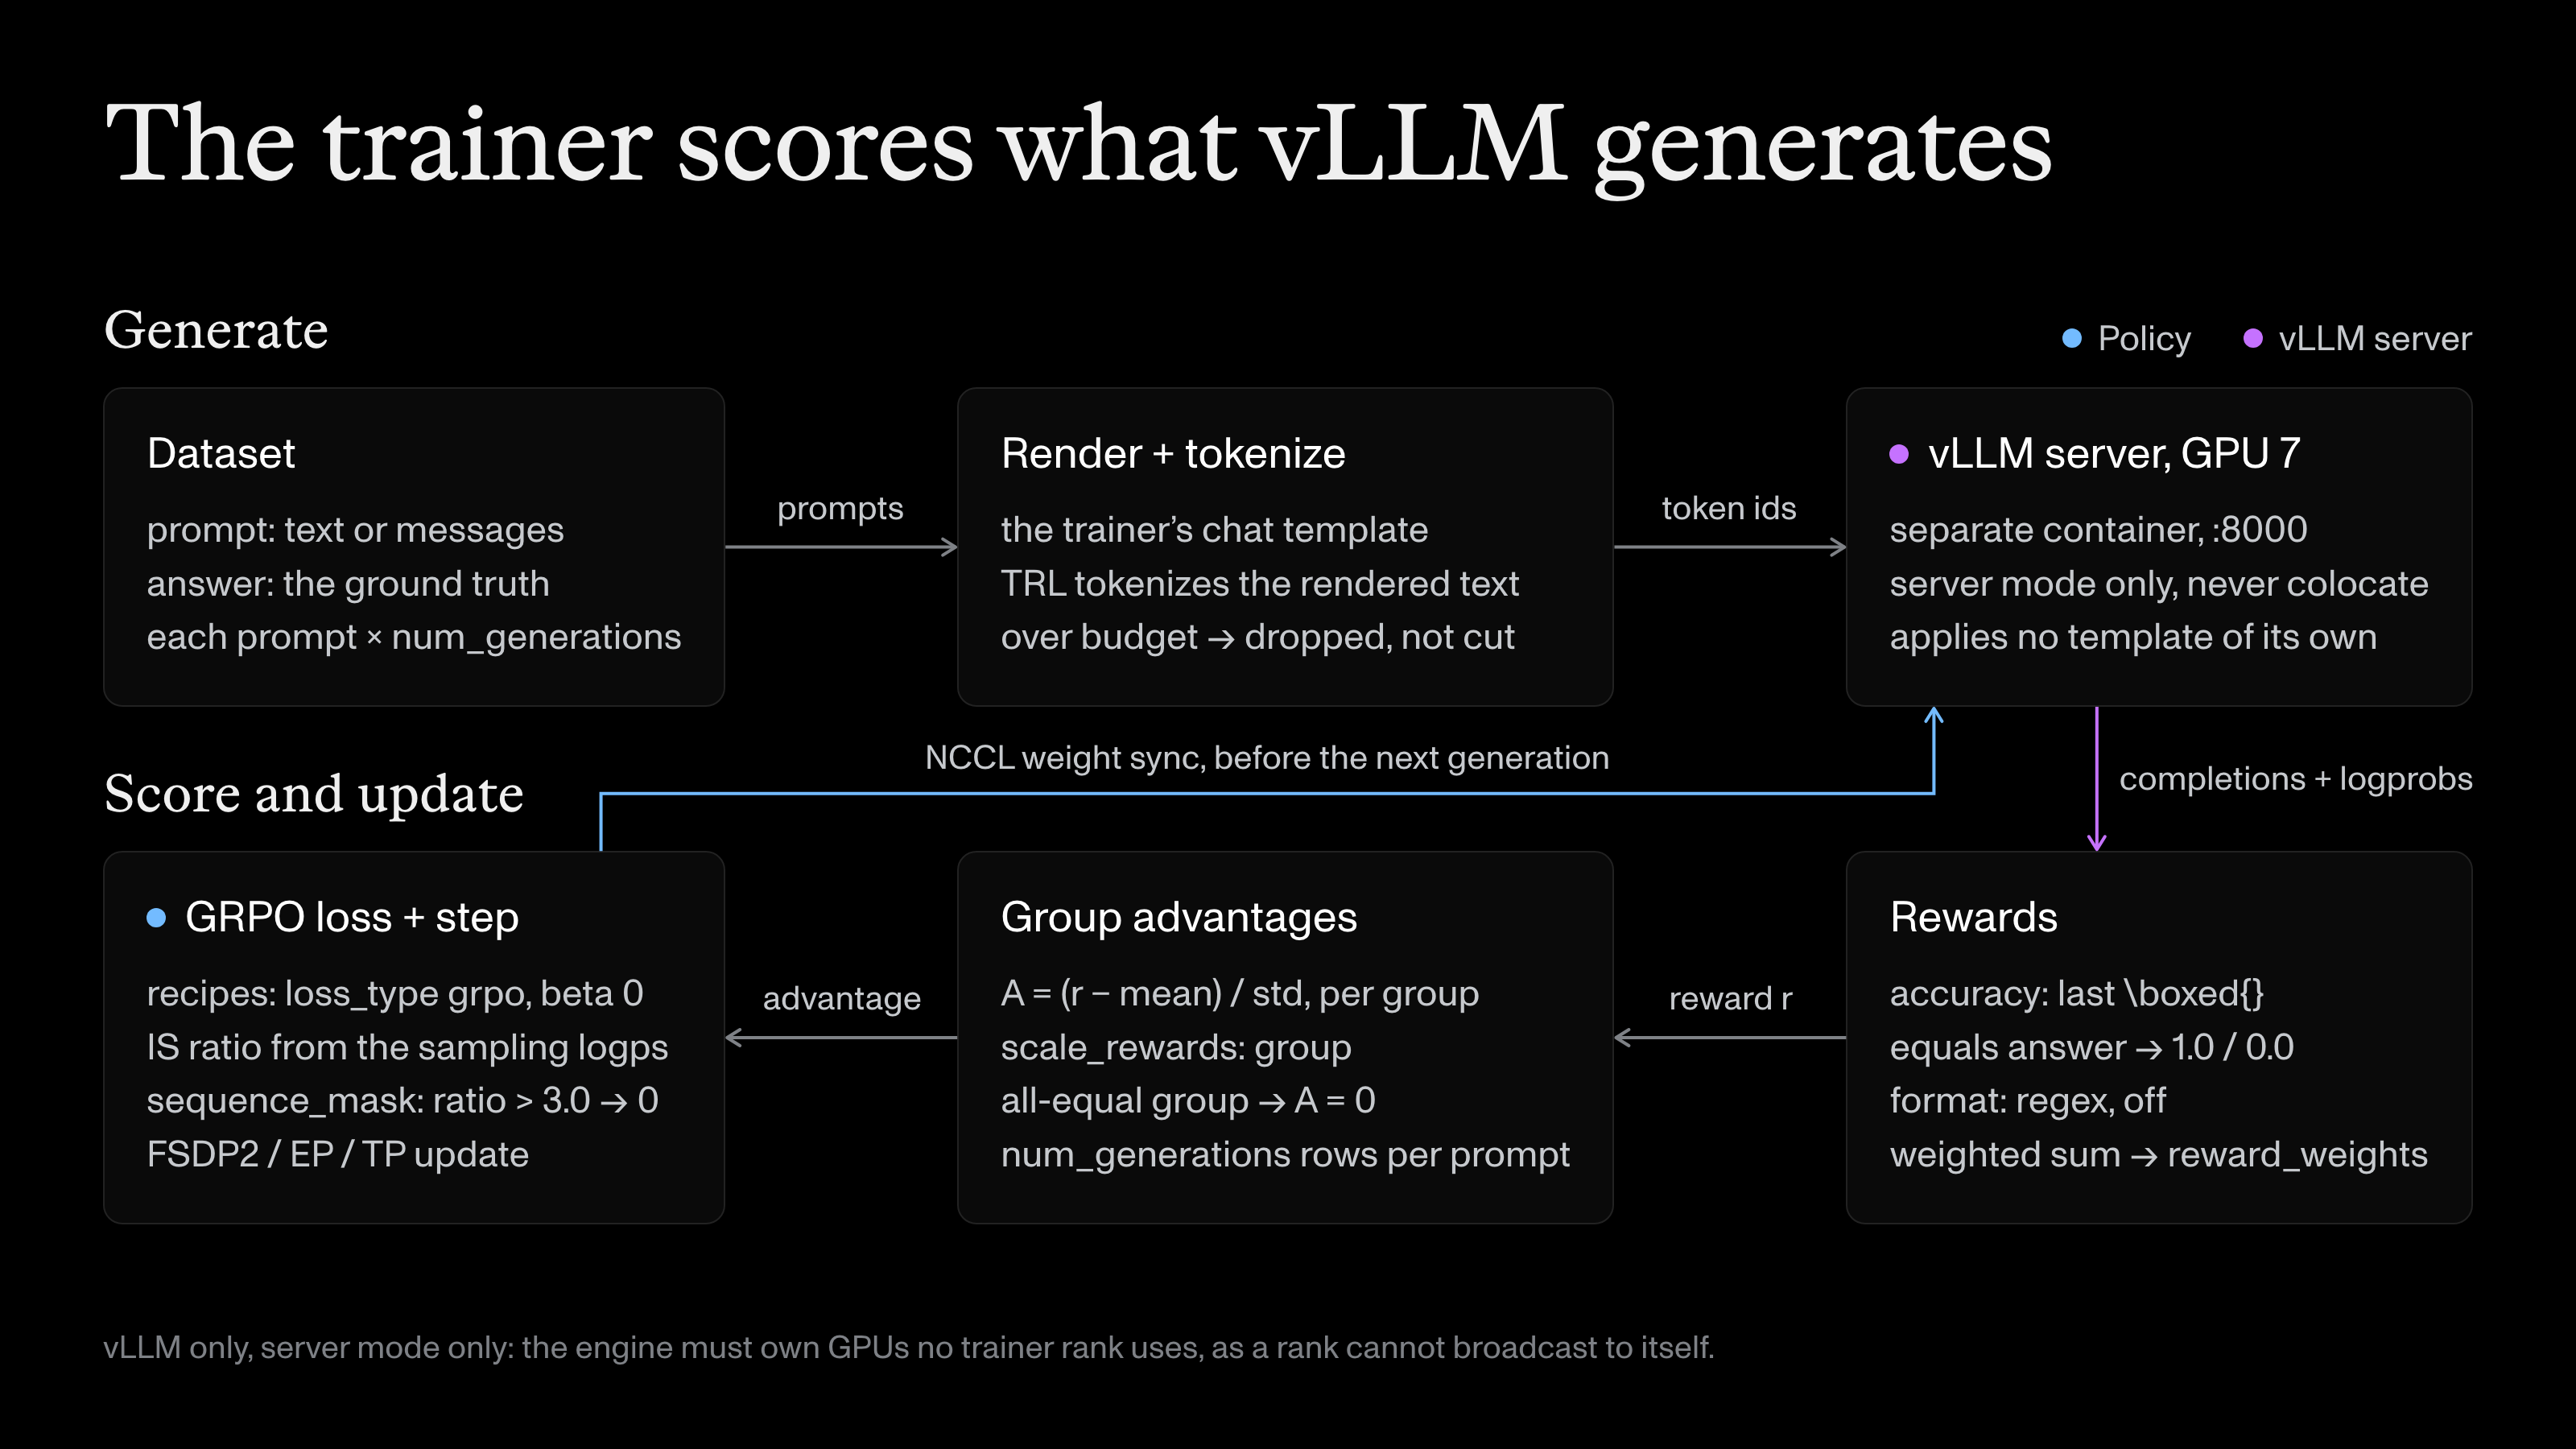 The trainer scores what vLLM generates
Generate
Policy
vLLM server
Dataset
prompt: text or messages
answer: the ground truth
each prompt × num_generations
prompts
Render + tokenize
the trainer’s chat template
TRL tokenizes the rendered text
over budget → dropped, not cut
token ids
vLLM server, GPU 7
separate container, :8000
server mode only, never colocate
applies no template of its own
NCCL weight sync, before the next generation
completions + logprobs
Score and update
GRPO loss + step
recipes: loss_type grpo, beta 0
IS ratio from the sampling logps
sequence_mask: ratio > 3.0 → 0
FSDP2 / EP / TP update
advantage
Group advantages
A = (r − mean) / std, per group
scale_rewards: group
all-equal group → A = 0
num_generations rows per prompt
reward r
Rewards
accuracy: last \boxed{}
equals answer → 1.0 / 0.0
format: regex, off
weighted sum → reward_weights
vLLM only, server mode only: the engine must own GPUs no trainer rank uses, as a rank cannot broadcast to itself.